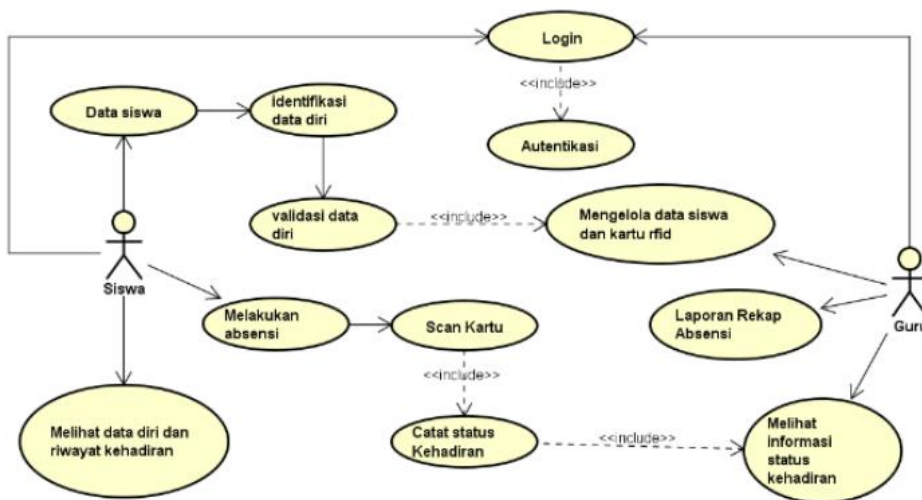 Login
<<include>>
Data siswa
identifikasi
data diri
Autentikasi
validasi data
diri
<<include>>
Mengelola data siswa
dan kartu rfid
Siswa
Melakukan
absensi
Scan Kartu
Laporan Rekap
Absensi
Guru
<<include>>
Melihat data diri dan
riwayat kehadiran
Catat status
Kehadiran
<<include>>
Melihat
informasi
status
kehadiran